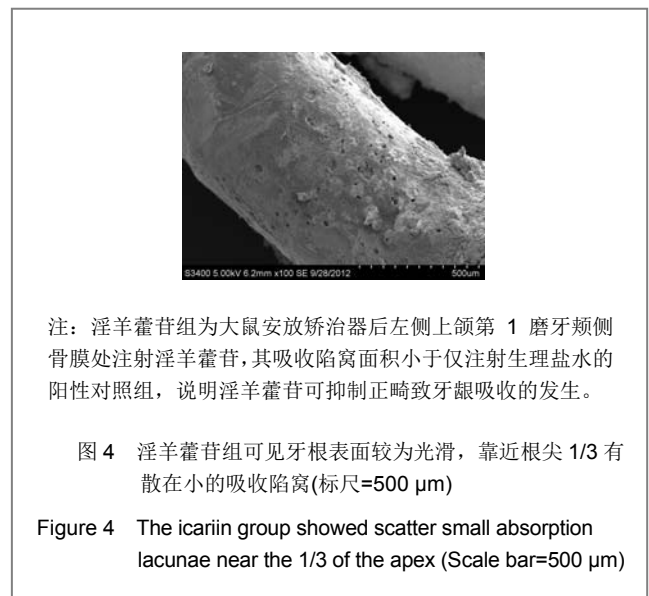 S3400 5.00kV 6.2mm x100 SE 9/28/2012 500um
注：淫羊藿苷组为大鼠安放矫治器后左侧上颌第 1 磨牙颊侧
骨膜处注射淫羊藿苷，其吸收陷窝面积小于仅注射生理盐水的
阳性对照组，说明淫羊藿苷可抑制正畸致牙龈吸收的发生。
图 4 淫羊藿苷组可见牙根表面较为光滑，靠近根尖 1/3 有
散在小的吸收陷窝(标尺=500 μm)
Figure 4 The icariin group showed scatter small absorption
lacunae near the 1/3 of the apex (Scale bar=500 μm)